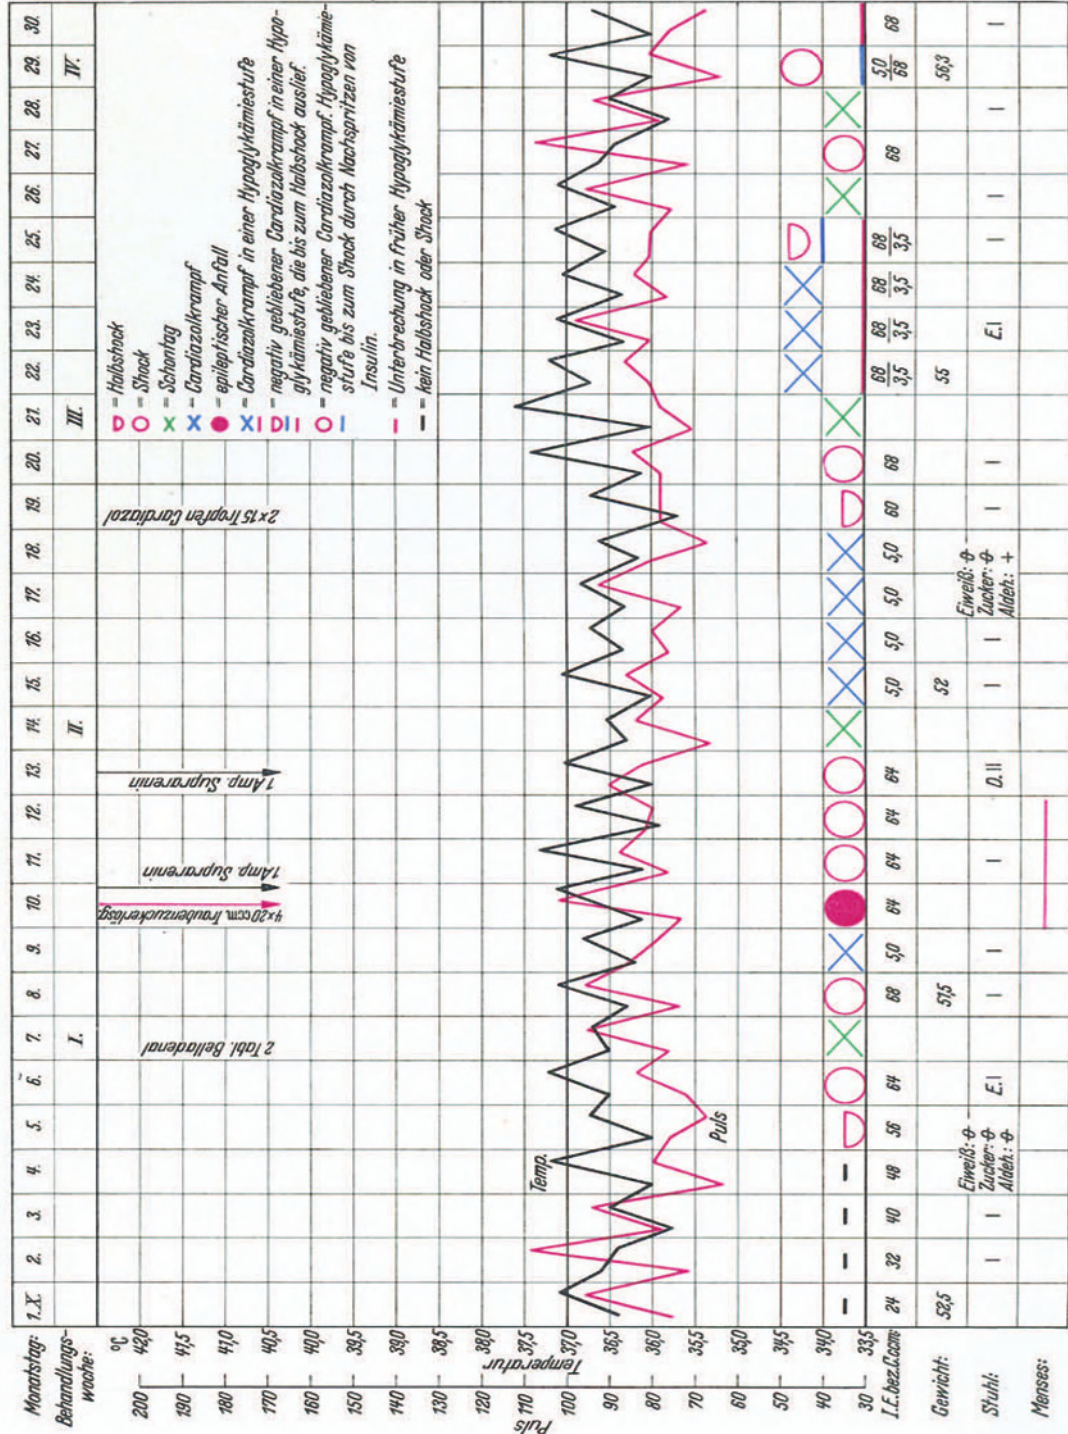 Monatstag: 1.X. 2. 3. 4. 5. 6. 7. 8. 9. 10. 11. 12. 13. 14. 15. 16. 17. 18. 19. 20. 21. 22. 23. 24. 25. 26. 27. 28. 29. 30.
Behandlungs-
woche: I. II. III. IV.
2 Tabl. Belladenal
4×20 ccm. Traubenzuckerlösg.
1 Amp. Suprarenin
1 Amp. Suprarenin
2×15 Tropfen Cardiazol
= Halbshock
= Shock
= Schontag
= Cardiazolkrampf
= epileptischer Anfall
= Cardiazolkrampf in einer Hypoglykämiestufe
= negativ gebliebener Cardiazolkrampf in einer Hypo-
glykämiestufe, die bis zum Halbshock auslief.
= negativ gebliebener Cardiazolkrampf. Hypoglykämie-
stufe bis zum Shock durch Nachspritzen von
Insulin.
= Unterbrechung in früher Hypoglykämiestufe
= kein Halbshock oder Shock
Puls
Temperatur
°C
200 42,0
190 41,5
180 41,0
170 40,5
160 40,0
150 39,5
140 39,0
130 38,5
120 38,0
110 37,5
100 37,0
90 36,5
80 36,0
70 35,5
60 35,0
50 34,5
40 34,0
30 33,5
Temp.
Puls
I.E.bez.C.ccm: 24 32 40 48 56 64 68 5,0 64 64 64 64 5,0 5,0 5,0 5,0 60 68 68/3,5 68/3,5 68/3,5 68/3,5 68 5,0/68 68
Gewicht: 52,5 51,5 52 55 56,3
Stuhl: I I Eiweiß: ɵ E.I I I I D.II I I Eiweiß: ɵ I I E.I I I I I
Zucker: ɵ Zucker: ɵ
Aldeh.: ɵ Aldeh.: +
Menses: